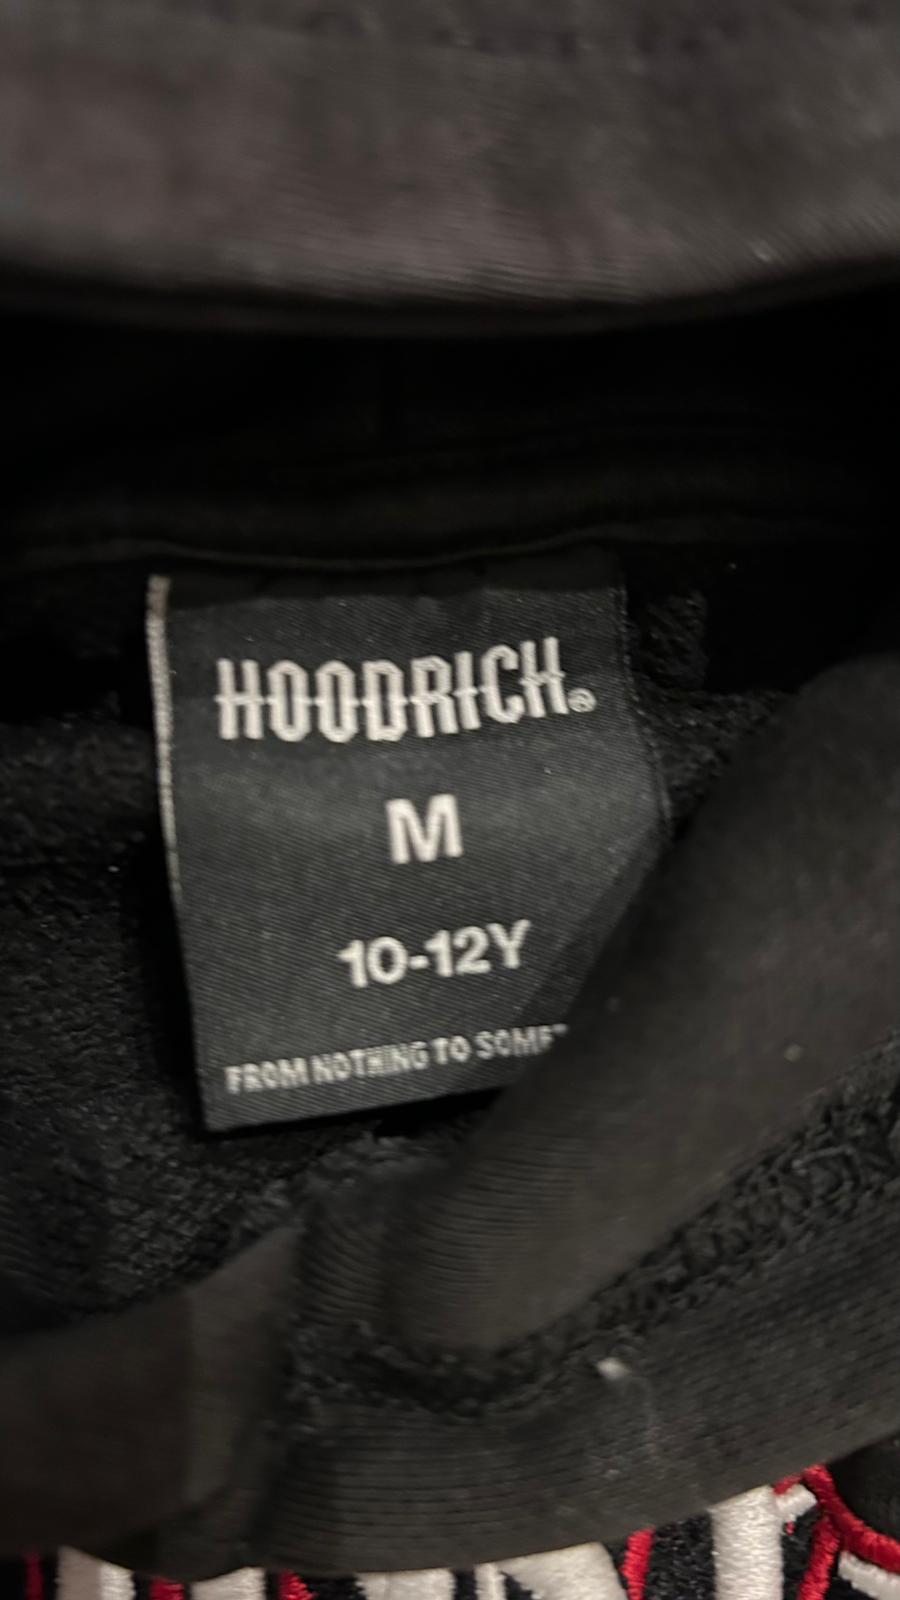 HOODRICH®
M
10-12Y
FROM NOTHING TO